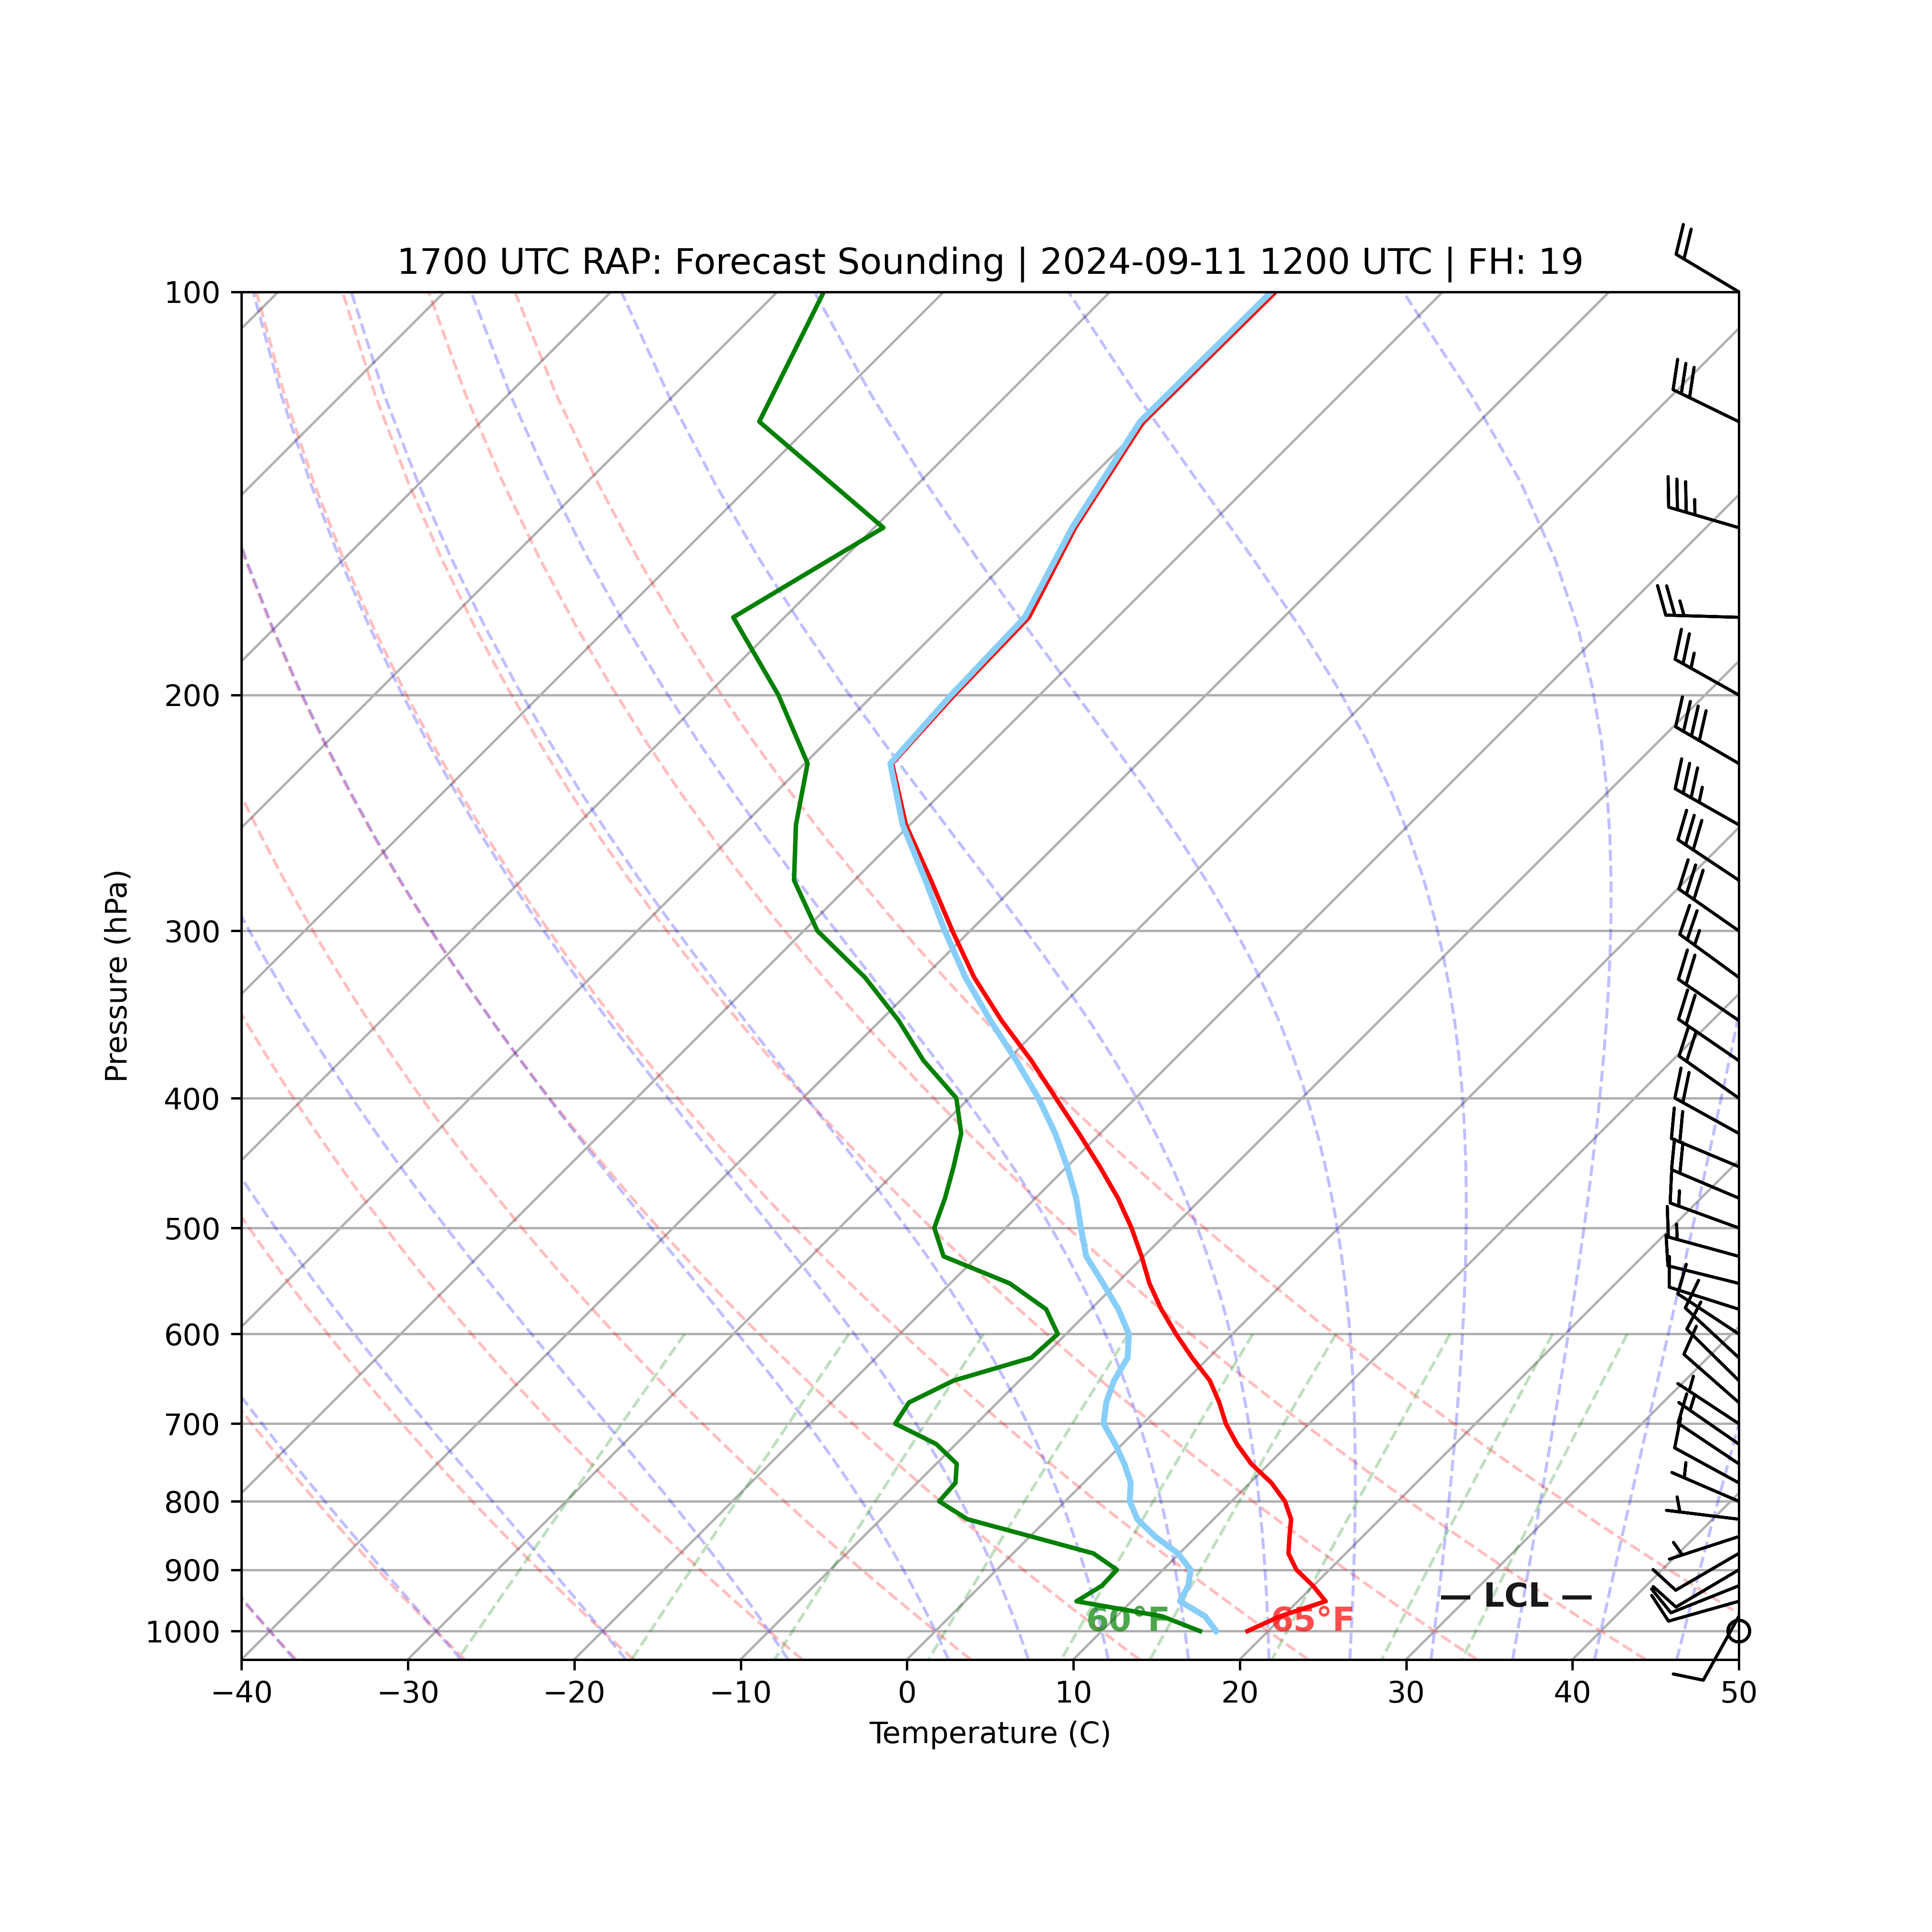 1700 UTC RAP: Forecast Sounding | 2024-09-11 1200 UTC | FH: 19
100
200
300
400
500
600
700
800
900
1000
Pressure (hPa)
— LCL —
60°F
65°F
−40 −30 −20 −10 0 10 20 30 40 50
Temperature (C)